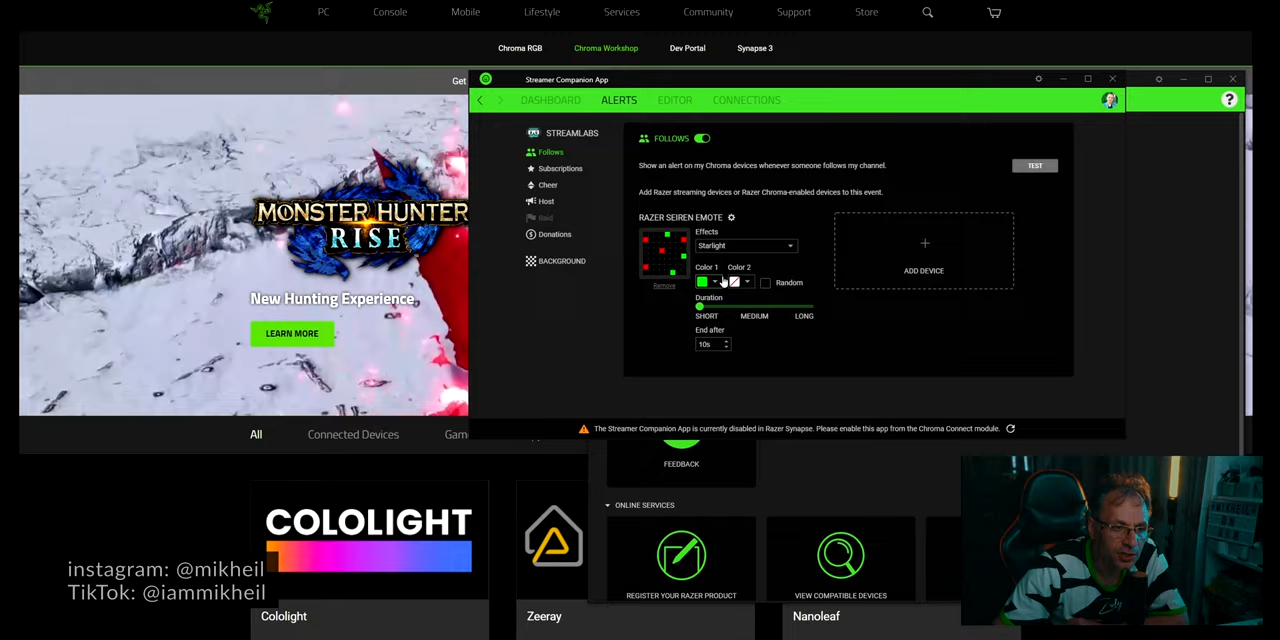 PC
Console
Mobile
Lifestyle
Services
Community
Support
Store
Chroma RGB
Chroma Workshop
Dev Portal
Synapse 3
Get
Streamer Companion App
DASHBOARD
ALERTS
EDITOR
CONNECTIONS
?
STREAMLABS
Follows
Subscriptions
Cheer
Host
Raid
Donations
BACKGROUND
FOLLOWS
Show an alert on my Chroma devices whenever someone follows my channel.
TEST
Add Razer streaming devices or Razer Chroma-enabled devices to this event.
RAZER SEIREN EMOTE
Effects
Starlight
Color 1 Color 2
Random
Remove
Duration
SHORT MEDIUM LONG
End after
10s
ADD DEVICE
MONSTER HUNTER
RISE
New Hunting Experience
LEARN MORE
The Streamer Companion App is currently disabled in Razer Synapse. Please enable this app from the Chroma Connect module.
All
Connected Devices
Gam
FEEDBACK
ONLINE SERVICES
REGISTER YOUR RAZER PRODUCT
VIEW COMPATIBLE DEVICES
COLOLIGHT
instagram: @mikheil
TikTok: @iammikheil
Cololight
Zeeray
Nanoleaf